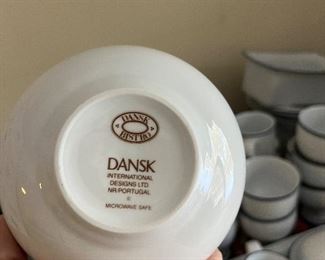 DANSK
BISTRO
DANSK
INTERNATIONAL
DESIGNS LTD
NR/PORTUGAL
©
MICROWAVE SAFE